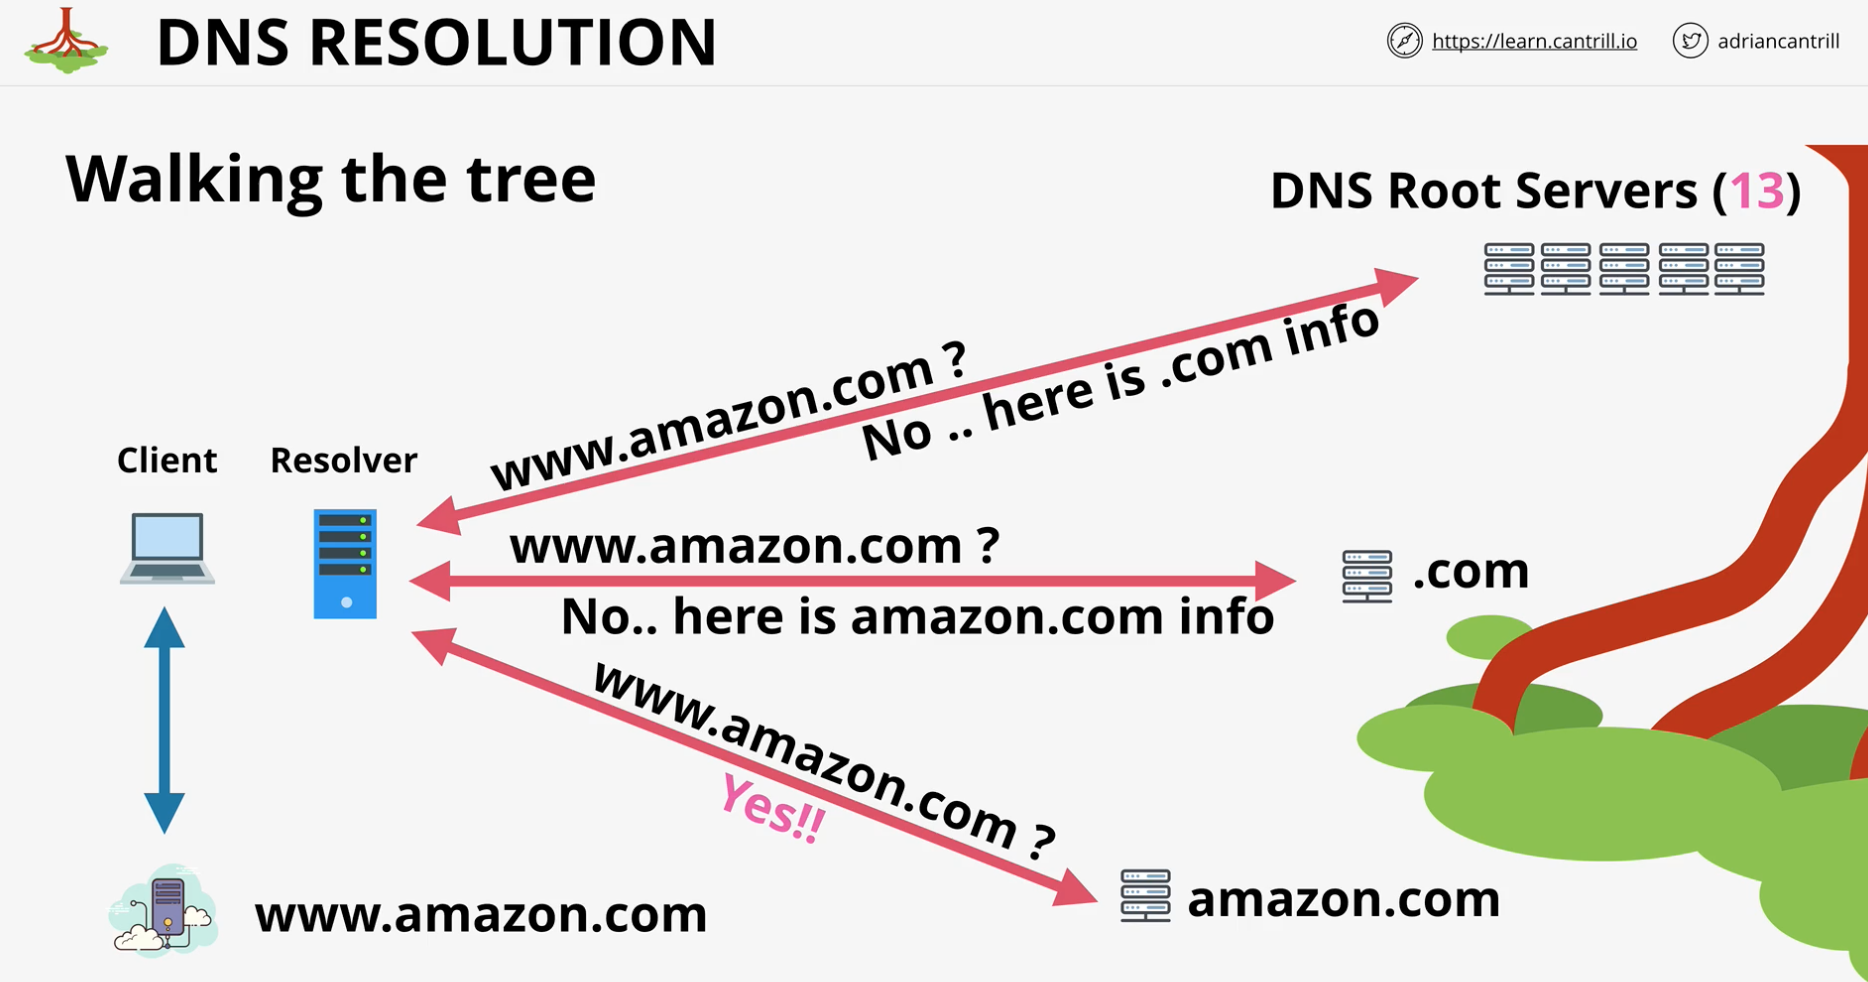 DNS RESOLUTION
https://learn.cantrill.io
adriancantrill
Walking the tree
DNS Root Servers (13)
www.amazon.com ?
No .. here is .com info
Client
Resolver
www.amazon.com ?
No.. here is amazon.com info
.com
www.amazon.com ?
Yes!!
amazon.com
www.amazon.com